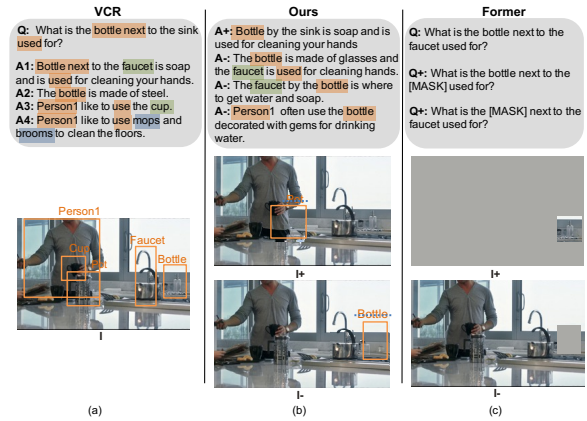 VCR
Q: What is the bottle next to the sink
used for?
A1: Bottle next to the faucet is soap
and is used for cleaning your hands.
A2: The bottle is made of steel.
A3: Person1 like to use the cup.
A4: Person1 like to use mops and
brooms to clean the floors.
Person1
Cup
Pot
Faucet
Bottle
I
(a)
Ours
A+: Bottle by the sink is soap and is
used for cleaning your hands
A-: The bottle is made of glasses and
the faucet is used for cleaning hands.
A-: The faucet by the bottle is where
to get water and soap.
A-: Person1 often use the bottle
decorated with gems for drinking
water.
I+
Bottle
I-
(b)
Former
Q: What is the bottle next to the
faucet used for?
Q+: What is the bottle next to the
[MASK] used for?
Q+: What is the [MASK] next to the
faucet used for?
I+
I-
(c)